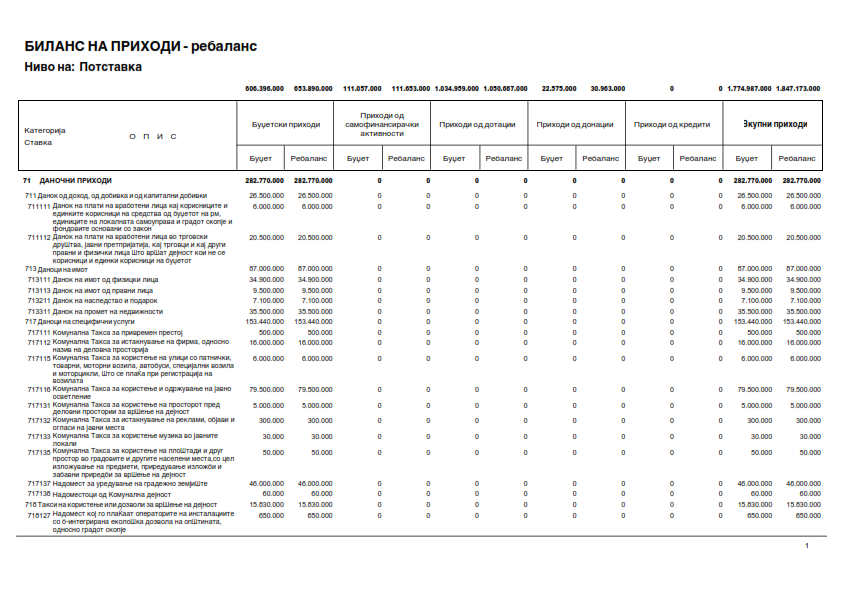 БИЛАНС НА ПРИХОДИ - ребаланс
Ниво на: Потставка
606.396.000 653.890.000 111.057.000 111.653.000 1.034.959.000 1.050.667.000 22.575.000 30.963.000 0 0 1.774.987.000 1.847.173.000
Категорија
Ставка
О П И С
Буџетски приходи
Приходи од
самофинансирачки
активности
Приходи од дотации
Приходи од донации
Приходи од кредити
Зкупни приходи
Буџет Ребаланс Буџет Ребаланс Буџет Ребаланс Буџет Ребаланс Буџет Ребаланс Буџет Ребаланс
71 ДАНОЧНИ ПРИХОДИ 282.770.000 282.770.000 0 0 0 0 0 0 0 0 282.770.000 282.770.000
711 Данок од доход, од добивка и од капитални добивки 26.500.000 26.500.000 0 0 0 0 0 0 0 0 26.500.000 26.500.000
711111 Данок на плати на вработени лица кај корисниците и 6.000.000 6.000.000 0 0 0 0 0 0 0 0 6.000.000 6.000.000
единките корисници на средства од буџетот на рм,
единиците на локалната самоуправа и градот скопје и
фондовите основани со закон
711112 Данок на плати на вработени лица во трговски 20.500.000 20.500.000 0 0 0 0 0 0 0 0 20.500.000 20.500.000
друШтва, јавни претпријатија, кај трговци и кај други
правни и физички лица Што врШат дејност кои не се
корисници и единки корисници на буџетот
713 Даноци на имот 87.000.000 87.000.000 0 0 0 0 0 0 0 0 87.000.000 87.000.000
713111 Данок на имот од физицки лица 34.900.000 34.900.000 0 0 0 0 0 0 0 0 34.900.000 34.900.000
713113 Данок на имот од правни лица 9.500.000 9.500.000 0 0 0 0 0 0 0 0 9.500.000 9.500.000
713211 Данок на наследство и подарок 7.100.000 7.100.000 0 0 0 0 0 0 0 0 7.100.000 7.100.000
713311 Данок на промет на недвижности 35.500.000 35.500.000 0 0 0 0 0 0 0 0 35.500.000 35.500.000
717 Даноци на специфични услуги 153.440.000 153.440.000 0 0 0 0 0 0 0 0 153.440.000 153.440.000
717111 Комунална Такса за привремен престој 500.000 500.000 0 0 0 0 0 0 0 0 500.000 500.000
717112 Комунална Такса за истакнување на фирма, односно 16.000.000 16.000.000 0 0 0 0 0 0 0 0 16.000.000 16.000.000
назив на деловна просторија
717115 Комунална Такса за користење на улици со патнички, 6.000.000 6.000.000 0 0 0 0 0 0 0 0 6.000.000 6.000.000
товарни, моторни возила, автобуси, специјални возила
и моторцикли, Што се плаќа при регистрација на
возилата
717116 Комунална Такса за користење и одржување на јавно 79.500.000 79.500.000 0 0 0 0 0 0 0 0 79.500.000 79.500.000
осветление
717131 Комунална Такса за користење на просторот пред 5.000.000 5.000.000 0 0 0 0 0 0 0 0 5.000.000 5.000.000
деловни простории за врШење на дејност
717132 Комунална Такса за истакнување на реклами, објави и 300.000 300.000 0 0 0 0 0 0 0 0 300.000 300.000
огласи на јавни места
717133 Комунална Такса за користење музика во јавните 30.000 30.000 0 0 0 0 0 0 0 0 30.000 30.000
локали
717135 Комунална Такса за користење на плоШтади и друг 50.000 50.000 0 0 0 0 0 0 0 0 50.000 50.000
простор во градовите и другите населени места,со цел
изложување на предмети, приредување изложби и
забавни приредби за врШење на дејност
717137 Надомест за уредување на градежно земјиШте 46.000.000 46.000.000 0 0 0 0 0 0 0 0 46.000.000 46.000.000
717138 Надоместоци од Комунална дејност 60.000 60.000 0 0 0 0 0 0 0 0 60.000 60.000
718 Такси на користење или дозволи за врШење на дејност 15.830.000 15.830.000 0 0 0 0 0 0 0 0 15.830.000 15.830.000
718127 Надомест кој го плаќаат операторите на инсталациите 650.000 650.000 0 0 0 0 0 0 0 0 650.000 650.000
со б-интегрирана еколоШка дозвола на опШтината,
односно градот скопје
1